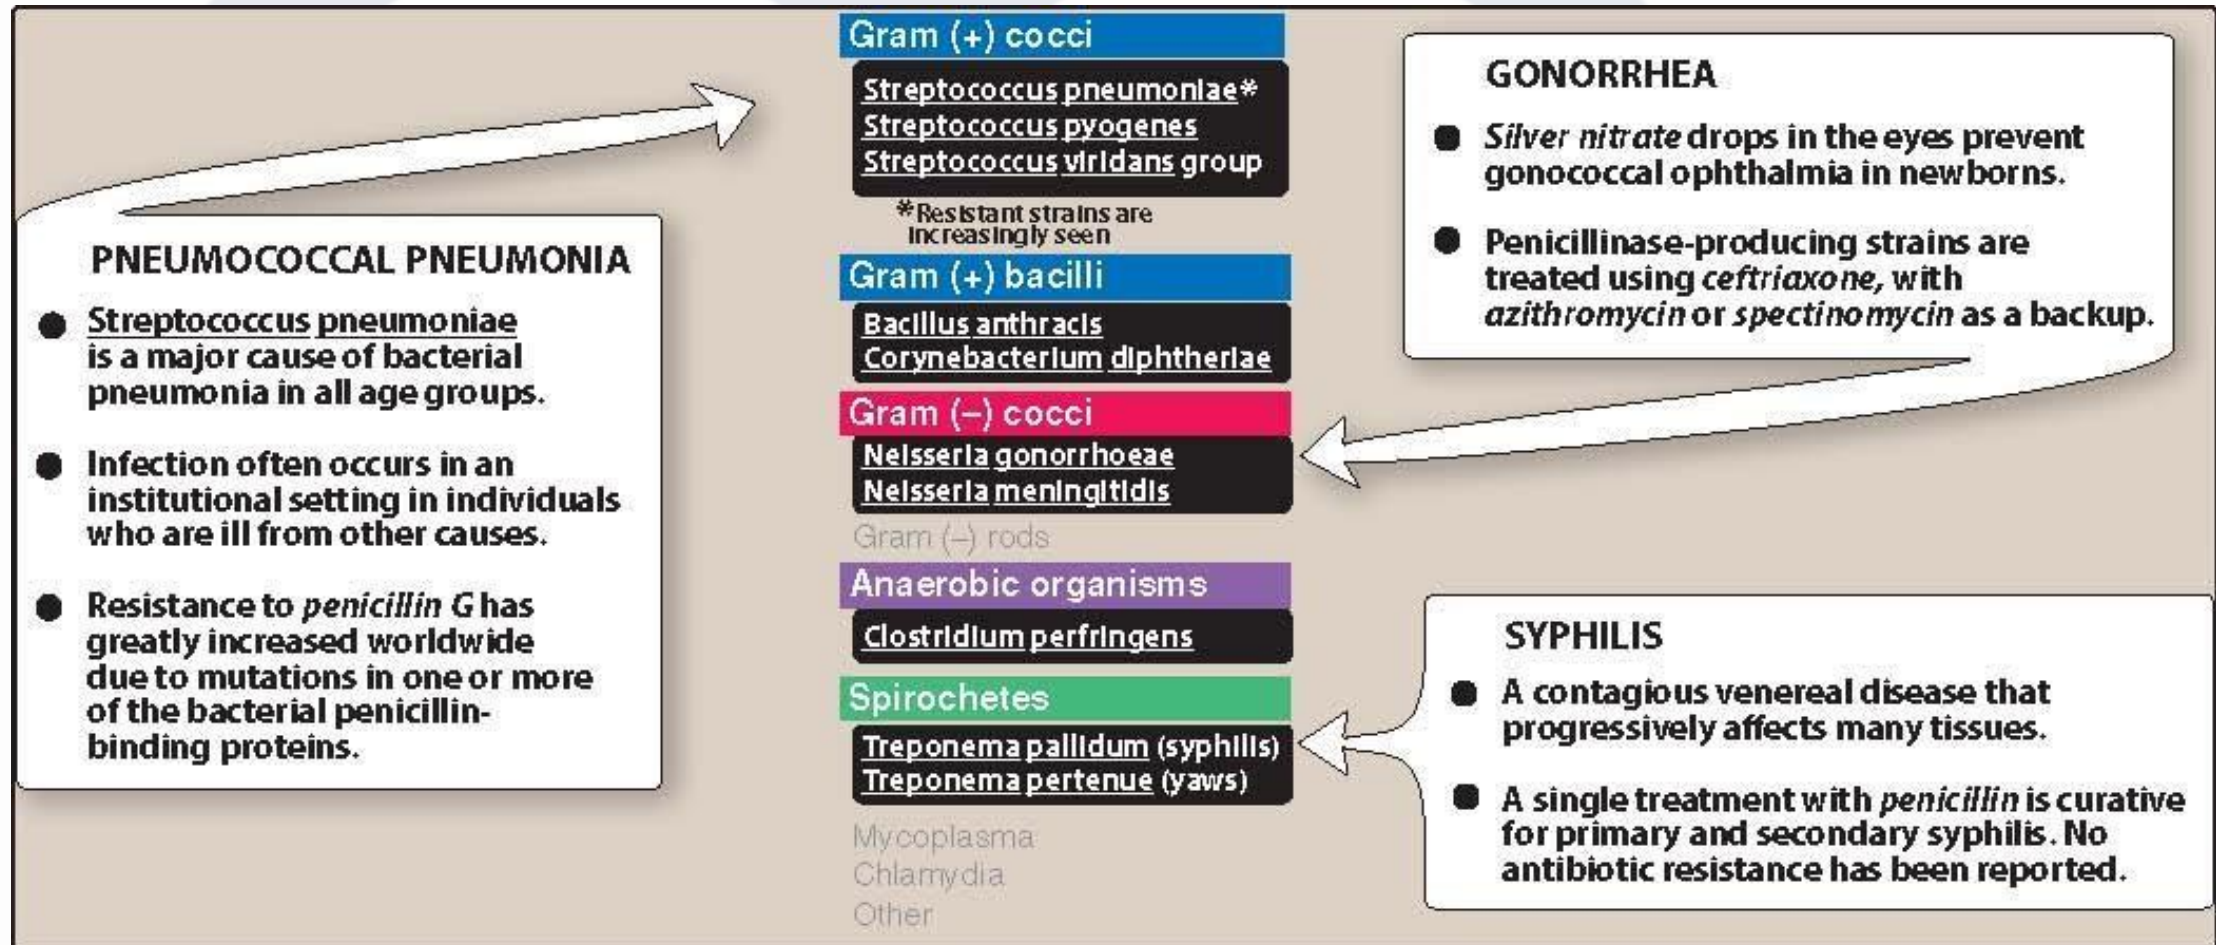 PNEUMOCOCCAL PNEUMONIA
● Streptococcus pneumoniae
is a major cause of bacterial
pneumonia in all age groups.
● Infection often occurs in an
institutional setting in individuals
who are ill from other causes.
● Resistance to penicillin G has
greatly increased worldwide
due to mutations in one or more
of the bacterial penicillin-
binding proteins.
Gram (+) cocci
Streptococcus pneumoniae*
Streptococcus pyogenes
Streptococcus viridans group
*Resistant strains are
increasingly seen
Gram (+) bacilli
Bacillus anthracis
Corynebacterium diphtheriae
Gram (–) cocci
Neisseria gonorrhoeae
Neisseria meningitidis
Gram (–) rods
Anaerobic organisms
Clostridium perfringens
Spirochetes
Treponema pallidum (syphilis)
Treponema pertenue (yaws)
Mycoplasma
Chlamydia
Other
GONORRHEA
● Silver nitrate drops in the eyes prevent
gonococcal ophthalmia in newborns.
● Penicillinase-producing strains are
treated using ceftriaxone, with
azithromycin or spectinomycin as a backup.
SYPHILIS
● A contagious venereal disease that
progressively affects many tissues.
● A single treatment with penicillin is curative
for primary and secondary syphilis. No
antibiotic resistance has been reported.